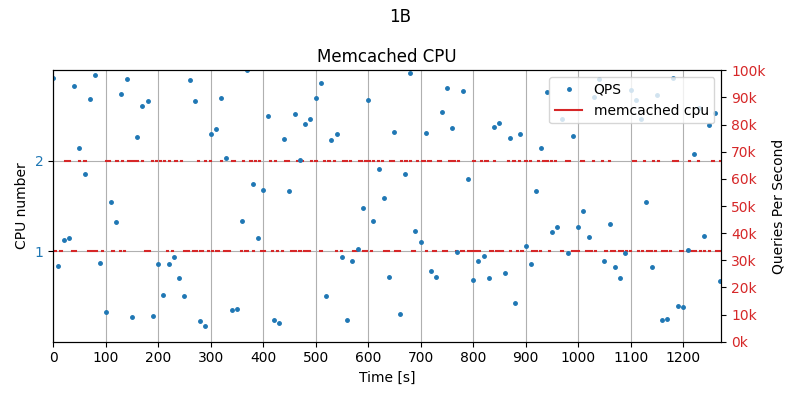 1B
Memcached CPU
QPS
memcached cpu
CPU number
2
1
Queries Per Second
100k
90k
80k
70k
60k
50k
40k
30k
20k
10k
0k
0 100 200 300 400 500 600 700 800 900 1000 1100 1200
Time [s]